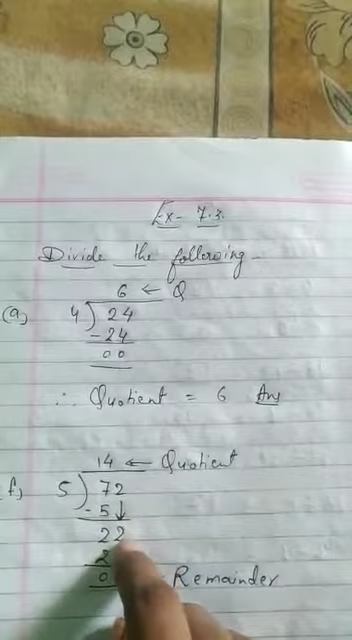 Ex- 7.3.
Divide the following-
6 ← Q
(a) 4) 24
-24
00
∴ Quotient = 6 Ans
14 ← Quotient
f) 5) 72
-5↓
22
2
0 Remainder